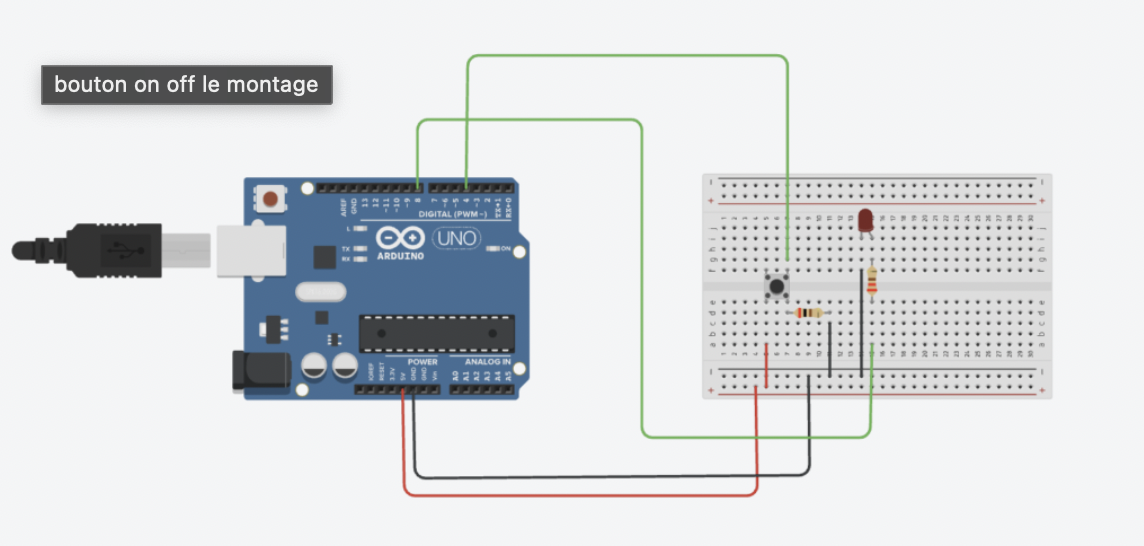 bouton on off le montage
AREF
GND
13
12
~11
~10
~9
8
7
~6
~5
4
~3
2
TX→1
RX←0
DIGITAL (PWM~)
L
TX
RX
UNO
ON
ARDUINO
POWER
ANALOG IN
IOREF
RESET
3.3V
5V
GND
GND
Vin
A0
A1
A2
A3
A4
A5